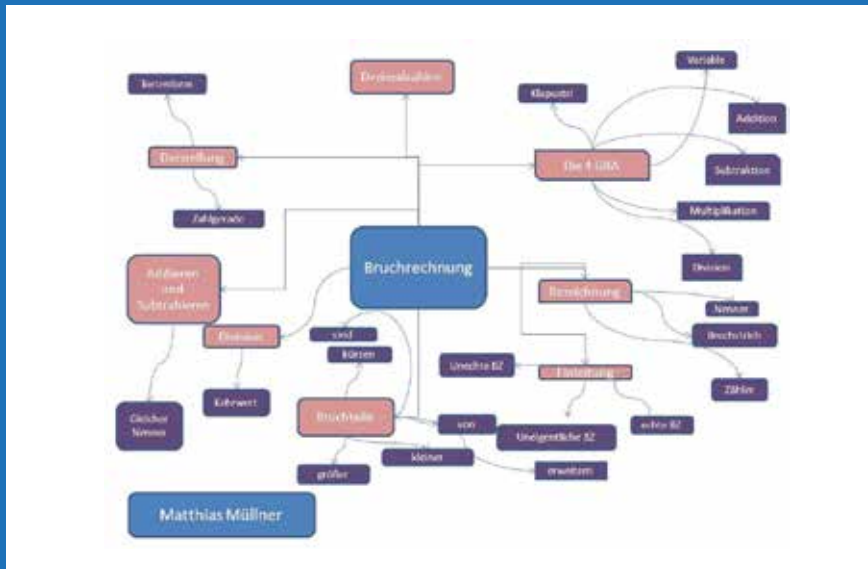 Variable
Dezimalzahlen
Klapustri
Addition
Darstellung
Die 4 GRA
Subtraktion
Multiplikation
Zahlgerade
Division
Bruchrechnung
Addieren
und
Subtrahieren
Bezeichnung
Nenner
Bruchstrich
Division
sind
kürzen
Unechte BZ
Einleitung
Zähler
Kehrwert
Gleicher
Nenner
Bruchteile
von
Uneigentliche BZ
echte BZ
kleiner
größer
erweitern
Matthias Müllner